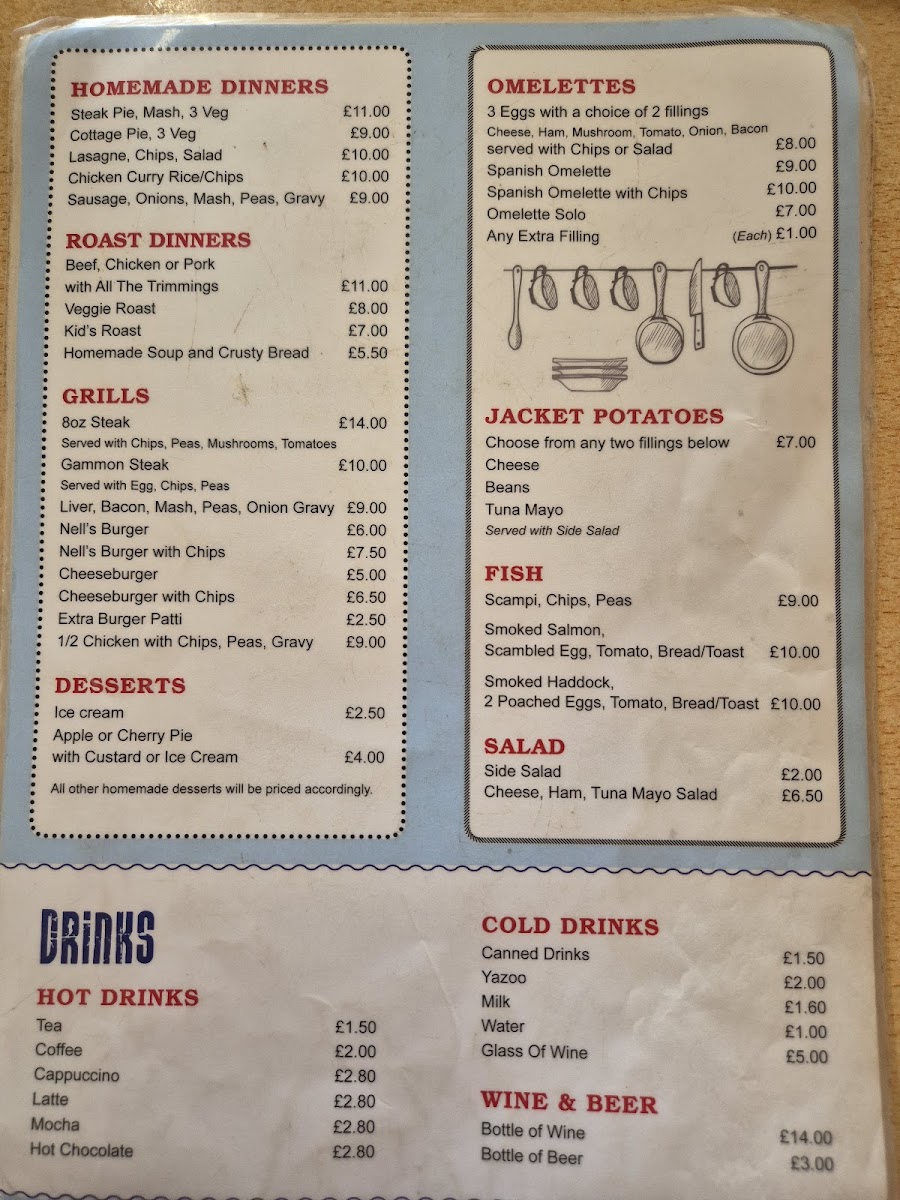 HOMEMADE DINNERS
Steak Pie, Mash, 3 Veg £11.00
Cottage Pie, 3 Veg £9.00
Lasagne, Chips, Salad £10.00
Chicken Curry Rice/Chips £10.00
Sausage, Onions, Mash, Peas, Gravy £9.00
ROAST DINNERS
Beef, Chicken or Pork
with All The Trimmings £11.00
Veggie Roast £8.00
Kid's Roast £7.00
Homemade Soup and Crusty Bread £5.50
GRILLS
8oz Steak £14.00
Served with Chips, Peas, Mushrooms, Tomatoes
Gammon Steak £10.00
Served with Egg, Chips, Peas
Liver, Bacon, Mash, Peas, Onion Gravy £9.00
Nell's Burger £6.00
Nell's Burger with Chips £7.50
Cheeseburger £5.00
Cheeseburger with Chips £6.50
Extra Burger Patti £2.50
1/2 Chicken with Chips, Peas, Gravy £9.00
DESSERTS
Ice cream £2.50
Apple or Cherry Pie
with Custard or Ice Cream £4.00
All other homemade desserts will be priced accordingly.
OMELETTES
3 Eggs with a choice of 2 fillings
Cheese, Ham, Mushroom, Tomato, Onion, Bacon
served with Chips or Salad £8.00
Spanish Omelette £9.00
Spanish Omelette with Chips £10.00
Omelette Solo £7.00
Any Extra Filling (Each) £1.00
JACKET POTATOES
Choose from any two fillings below £7.00
Cheese
Beans
Tuna Mayo
Served with Side Salad
FISH
Scampi, Chips, Peas £9.00
Smoked Salmon,
Scambled Egg, Tomato, Bread/Toast £10.00
Smoked Haddock,
2 Poached Eggs, Tomato, Bread/Toast £10.00
SALAD
Side Salad £2.00
Cheese, Ham, Tuna Mayo Salad £6.50
DRiNKS
HOT DRINKS
Tea £1.50
Coffee £2.00
Cappuccino £2.80
Latte £2.80
Mocha £2.80
Hot Chocolate £2.80
COLD DRINKS
Canned Drinks £1.50
Yazoo £2.00
Milk £1.60
Water £1.00
Glass Of Wine £5.00
WINE & BEER
Bottle of Wine £14.00
Bottle of Beer £3.00